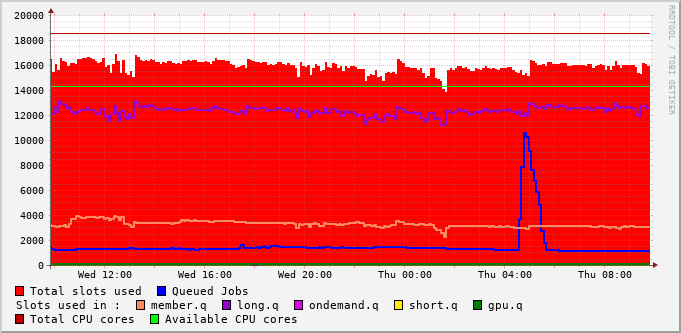 20000
18000
16000
14000
12000
10000
8000
6000
4000
2000
0
Wed 12:00 Wed 16:00 Wed 20:00 Thu 00:00 Thu 04:00 Thu 08:00
Total slots used Queued Jobs
Slots used in : member.q long.q ondemand.q short.q gpu.q
Total CPU cores Available CPU cores
RRDTOOL / TOBI OETIKER